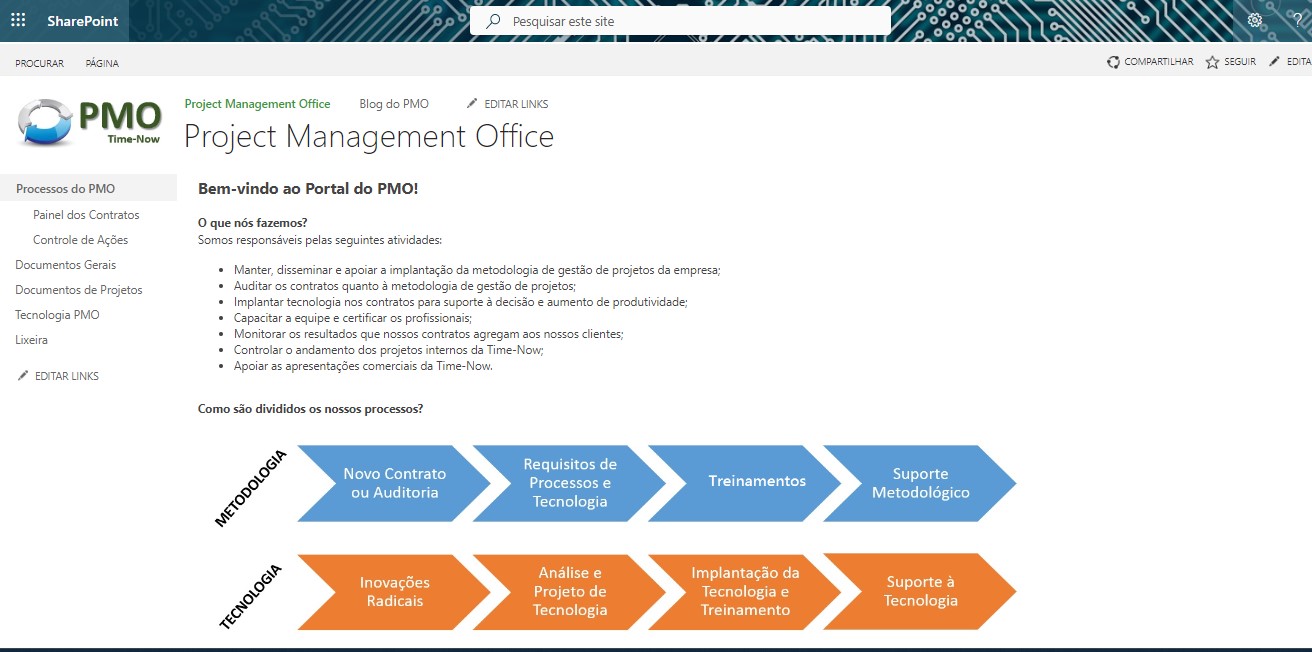 SharePoint
Pesquisar este site
?
PROCURAR PÁGINA
COMPARTILHAR SEGUIR EDITA
PMO
Time-Now
Project Management Office Blog do PMO EDITAR LINKS
Project Management Office
Processos do PMO
Painel dos Contratos
Controle de Ações
Documentos Gerais
Documentos de Projetos
Tecnologia PMO
Lixeira
EDITAR LINKS
Bem-vindo ao Portal do PMO!
O que nós fazemos?
Somos responsáveis pelas seguintes atividades:
• Manter, disseminar e apoiar a implantação da metodologia de gestão de projetos da empresa;
• Auditar os contratos quanto à metodologia de gestão de projetos;
• Implantar tecnologia nos contratos para suporte à decisão e aumento de produtividade;
• Capacitar a equipe e certificar os profissionais;
• Monitorar os resultados que nossos contratos agregam aos nossos clientes;
• Controlar o andamento dos projetos internos da Time-Now;
• Apoiar as apresentações comerciais da Time-Now.
Como são divididos os nossos processos?
METODOLOGIA
Novo Contrato
ou Auditoria
Requisitos de
Processos e
Tecnologia
Treinamentos
Suporte
Metodológico
TECNOLOGIA
Inovações
Radicais
Análise e
Projeto de
Tecnologia
Implantação da
Tecnologia e
Treinamento
Suporte à
Tecnologia